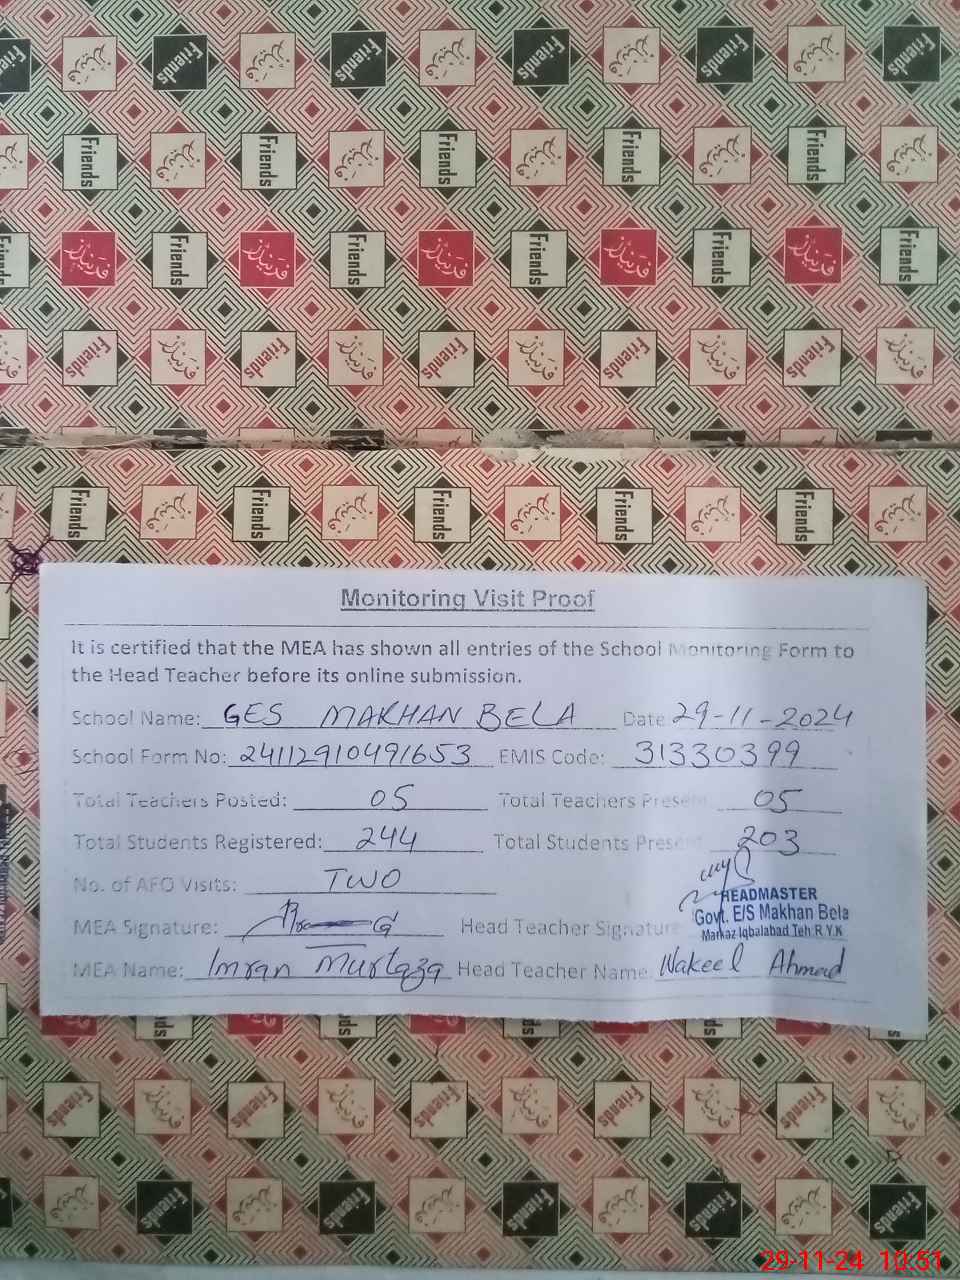 Monitoring Visit Proof
It is certified that the MEA has shown all entries of the School Monitoring Form to
the Head Teacher before its online submission.
School Name: GES MAKHAN BELA Date 29-11-2024
School Form No: 24112910491653 EMIS Code: 31330399
Total Teachers Posted: 05 Total Teachers Present 05
Total Students Registered: 244 Total Students Present 203
No. of AFO Visits: TWO
HEADMASTER
Govt. E/S Makhan Bela
Markaz Iqbalabad Teh.R.Y.K
MEA Signature: Head Teacher Signature
MEA Name: Imran Murtaza Head Teacher Name: Wakeel Ahmad
Friends
فرینڈز
29-11-24 10:51